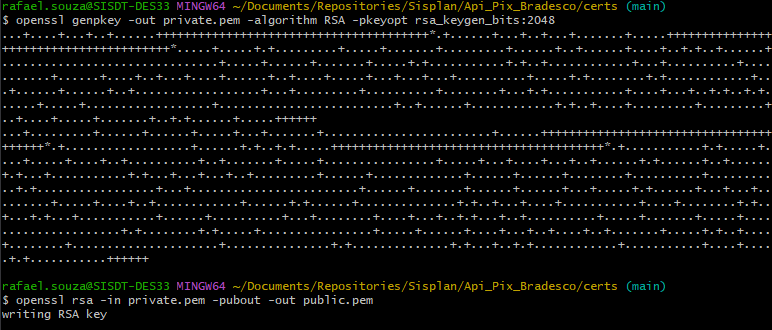 rafael.souza@SISDT-DES33 MINGW64 ~/Documents/Repositories/Sisplan/Api_Pix_Bradesco/certs (main)
$ openssl genpkey -out private.pem -algorithm RSA -pkeyopt rsa_keygen_bits:2048
rafael.souza@SISDT-DES33 MINGW64 ~/Documents/Repositories/Sisplan/Api_Pix_Bradesco/certs (main)
$ openssl rsa -in private.pem -pubout -out public.pem
writing RSA key